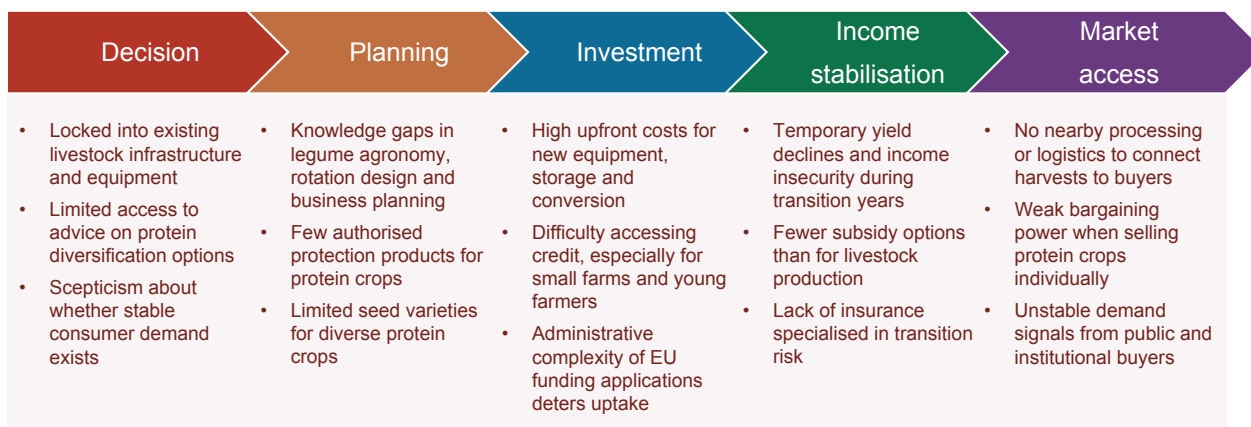 Decision
Planning
Investment
Income
stabilisation
Market
access
• Locked into existing
livestock infrastructure
and equipment
• Limited access to
advice on protein
diversification options
• Scepticism about
whether stable
consumer demand
exists
• Knowledge gaps in
legume agronomy,
rotation design and
business planning
• Few authorised
protection products for
protein crops
• Limited seed varieties
for diverse protein
crops
• High upfront costs for
new equipment,
storage and
conversion
• Difficulty accessing
credit, especially for
small farms and young
farmers
• Administrative
complexity of EU
funding applications
deters uptake
• Temporary yield
declines and income
insecurity during
transition years
• Fewer subsidy options
than for livestock
production
• Lack of insurance
specialised in transition
risk
• No nearby processing
or logistics to connect
harvests to buyers
• Weak bargaining
power when selling
protein crops
individually
• Unstable demand
signals from public and
institutional buyers